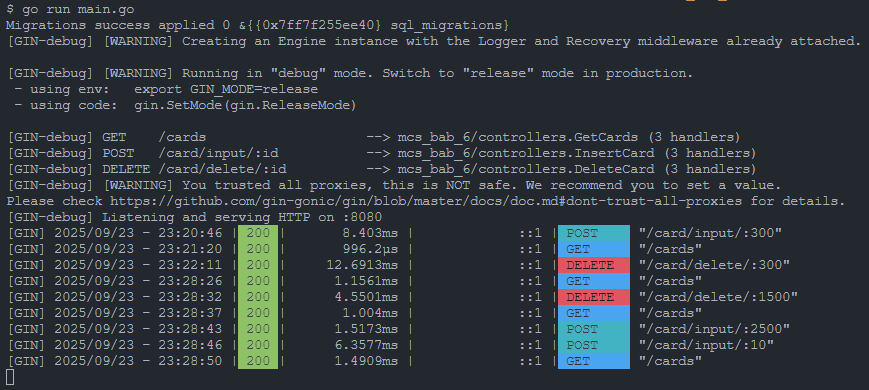 $ go run main.go
Migrations success applied 0 &{{0x7ff7f255ee40} sql_migrations}
[GIN-debug] [WARNING] Creating an Engine instance with the Logger and Recovery middleware already attached.
[GIN-debug] [WARNING] Running in "debug" mode. Switch to "release" mode in production.
 - using env:   export GIN_MODE=release
 - using code:  gin.SetMode(gin.ReleaseMode)
[GIN-debug] GET    /cards                    --> mcs_bab_6/controllers.GetCards (3 handlers)
[GIN-debug] POST   /card/input/:id           --> mcs_bab_6/controllers.InsertCard (3 handlers)
[GIN-debug] DELETE /card/delete/:id          --> mcs_bab_6/controllers.DeleteCard (3 handlers)
[GIN-debug] [WARNING] You trusted all proxies, this is NOT safe. We recommend you to set a value.
Please check https://github.com/gin-gonic/gin/blob/master/docs/doc.md#dont-trust-all-proxies for details.
[GIN-debug] Listening and serving HTTP on :8080
[GIN] 2025/09/23 - 23:20:46 | 200 |       8.403ms |             ::1 | POST     "/card/input/:300"
[GIN] 2025/09/23 - 23:21:20 | 200 |       996.2µs |             ::1 | GET      "/cards"
[GIN] 2025/09/23 - 23:22:11 | 200 |     12.6913ms |             ::1 | DELETE   "/card/delete/:300"
[GIN] 2025/09/23 - 23:28:26 | 200 |      1.1561ms |             ::1 | GET      "/cards"
[GIN] 2025/09/23 - 23:28:32 | 200 |      4.5501ms |             ::1 | DELETE   "/card/delete/:1500"
[GIN] 2025/09/23 - 23:28:37 | 200 |       1.004ms |             ::1 | GET      "/cards"
[GIN] 2025/09/23 - 23:28:43 | 200 |      1.5173ms |             ::1 | POST     "/card/input/:2500"
[GIN] 2025/09/23 - 23:28:46 | 200 |      6.3577ms |             ::1 | POST     "/card/input/:10"
[GIN] 2025/09/23 - 23:28:50 | 200 |      1.4909ms |             ::1 | GET      "/cards"